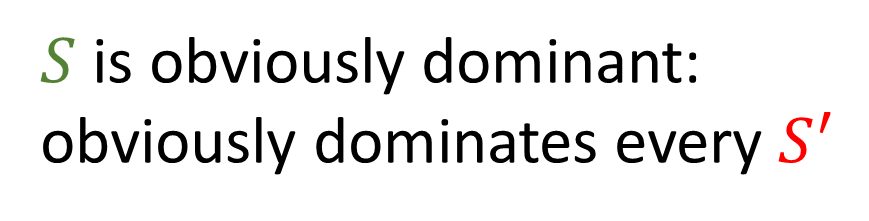 S is obviously dominant:
obviously dominates every S′